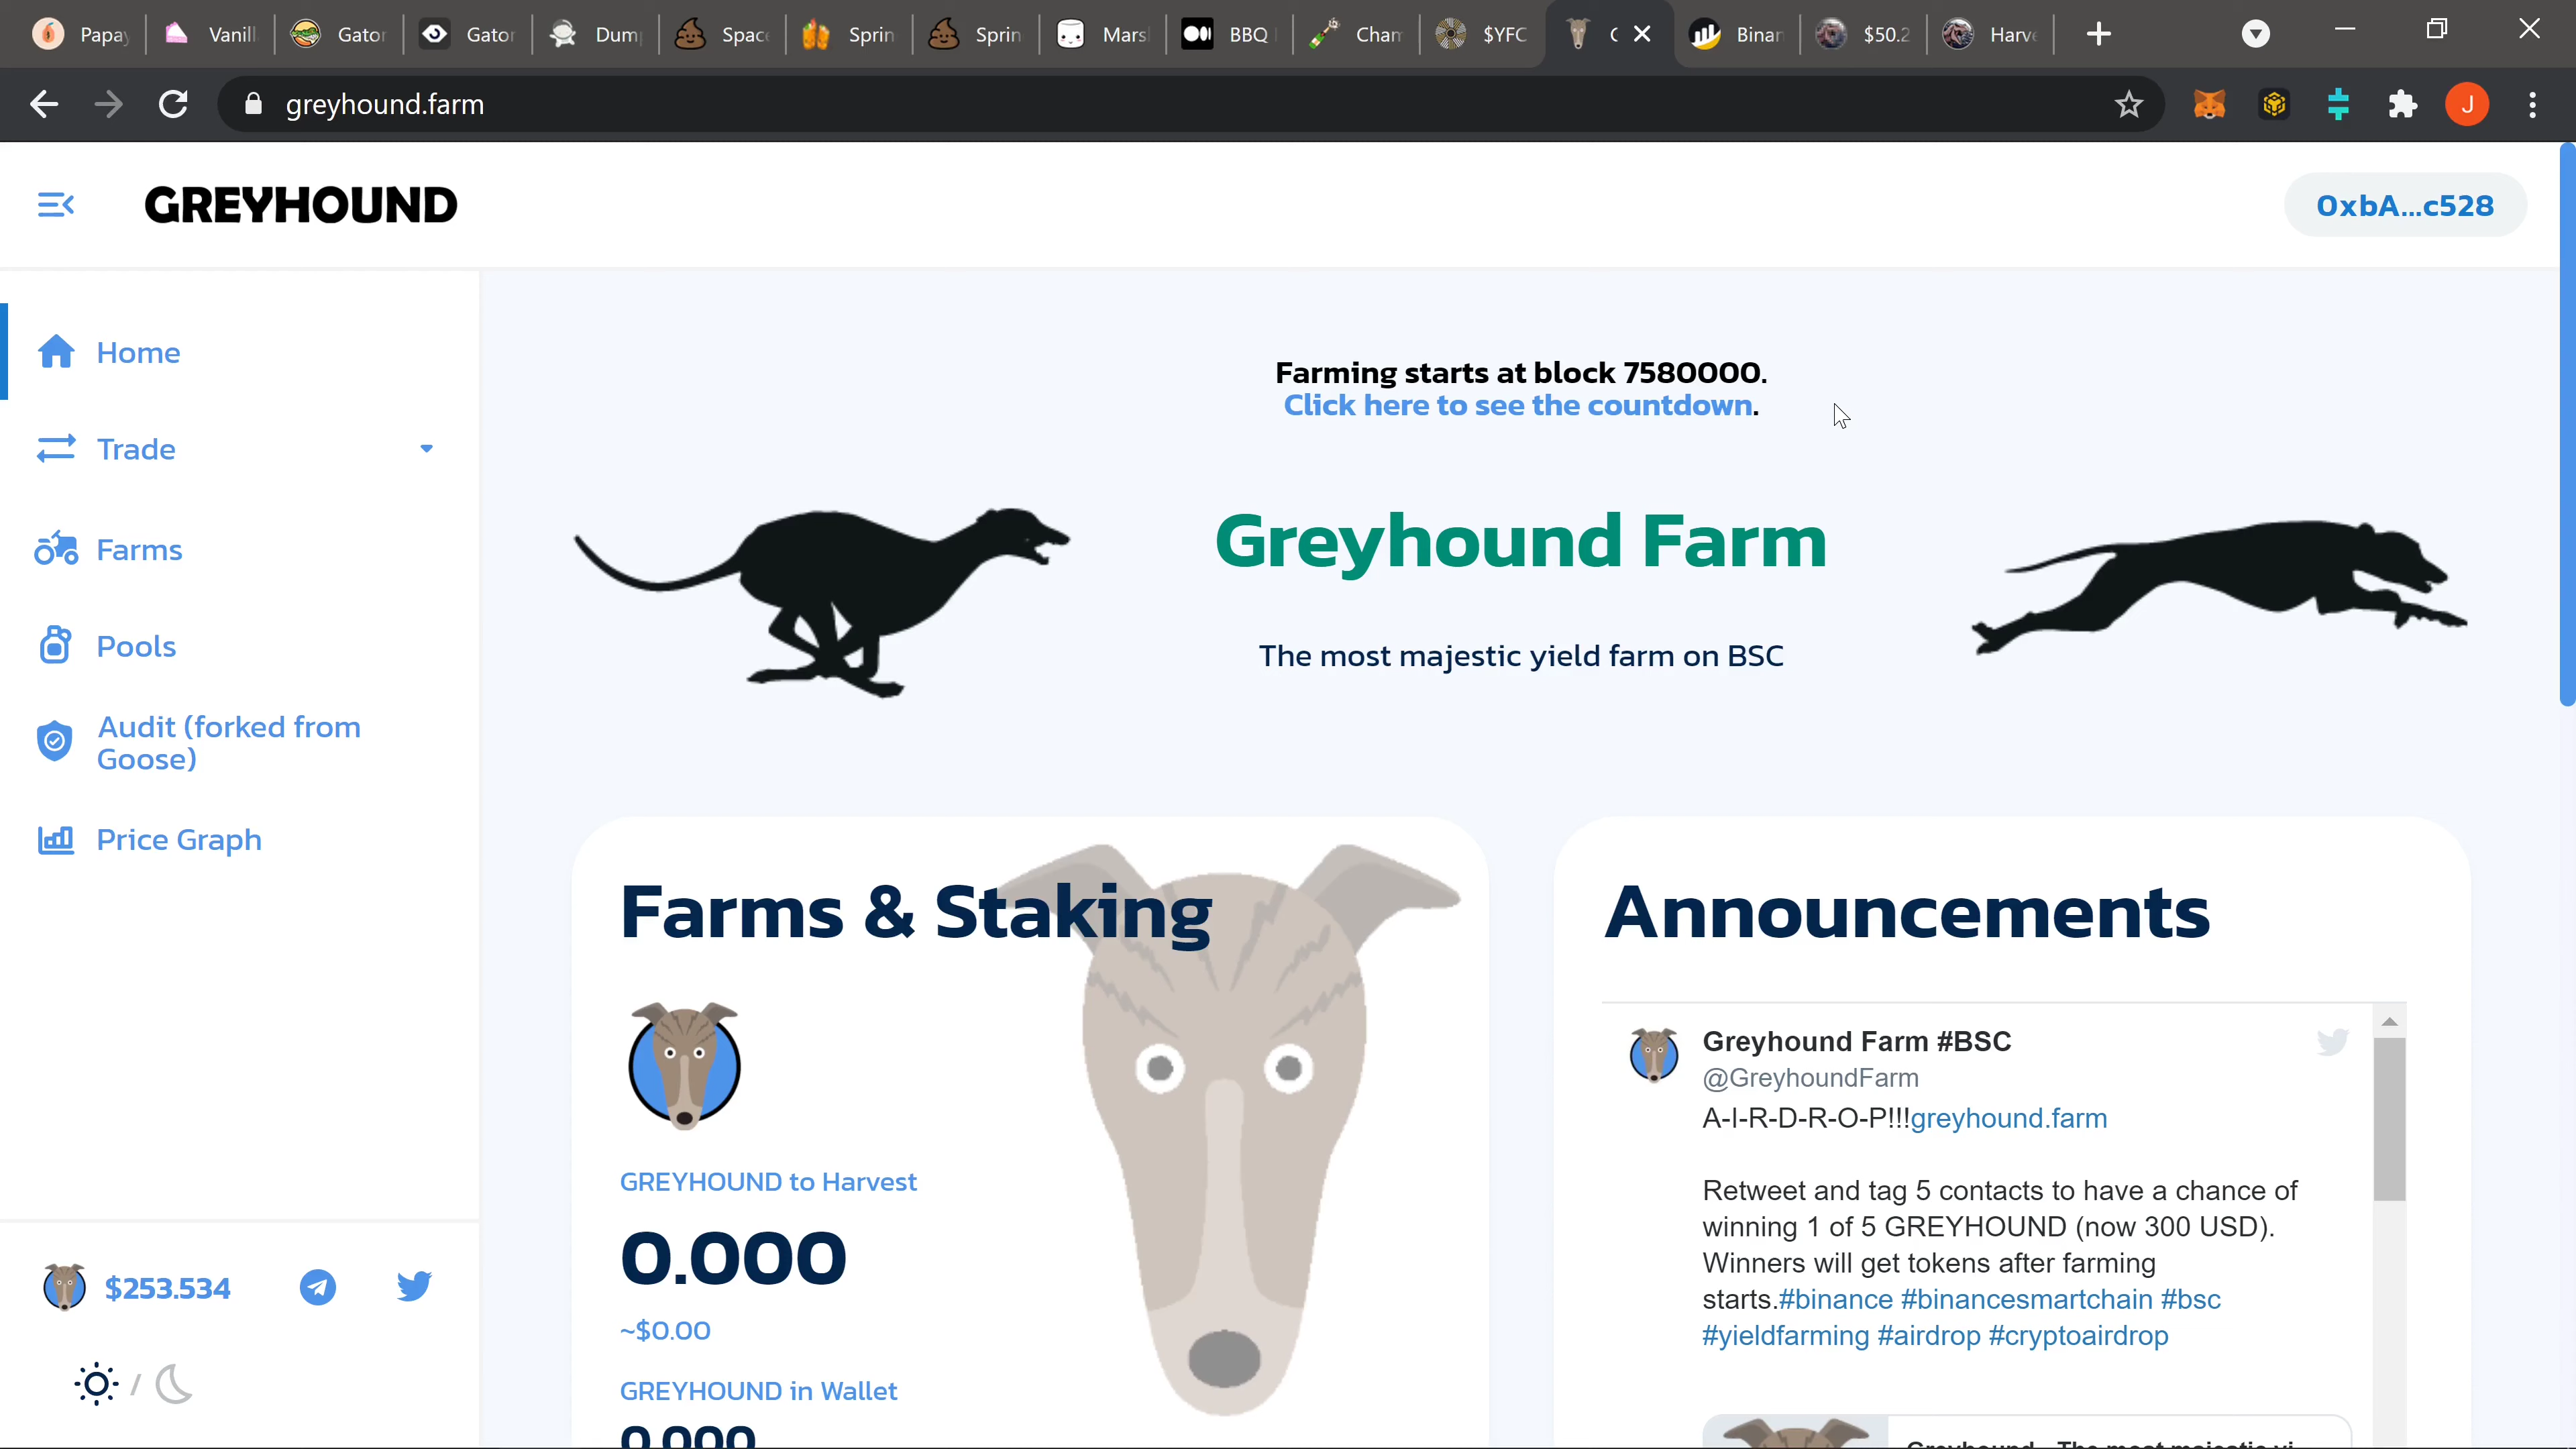 Papa
Vanill
Gator
Gator
Dum
Spac
Sprin
Sprin
Mars
BBQ
Cham
$YFC
Binar
$50.2
Harve
greyhound.farm
J
GREYHOUND
0xbA...c528
Home
Trade
Farms
Pools
Audit (forked from
Goose)
Price Graph
$253.534
/
Farming starts at block 7580000.
Click here to see the countdown.
Greyhound Farm
The most majestic yield farm on BSC
Farms & Staking
GREYHOUND to Harvest
0.000
~$0.00
GREYHOUND in Wallet
0.000
Announcements
Greyhound Farm #BSC
@GreyhoundFarm
A-I-R-D-R-O-P!!!greyhound.farm
Retweet and tag 5 contacts to have a chance of
winning 1 of 5 GREYHOUND (now 300 USD).
Winners will get tokens after farming
starts.#binance #binancesmartchain #bsc
#yieldfarming #airdrop #cryptoairdrop